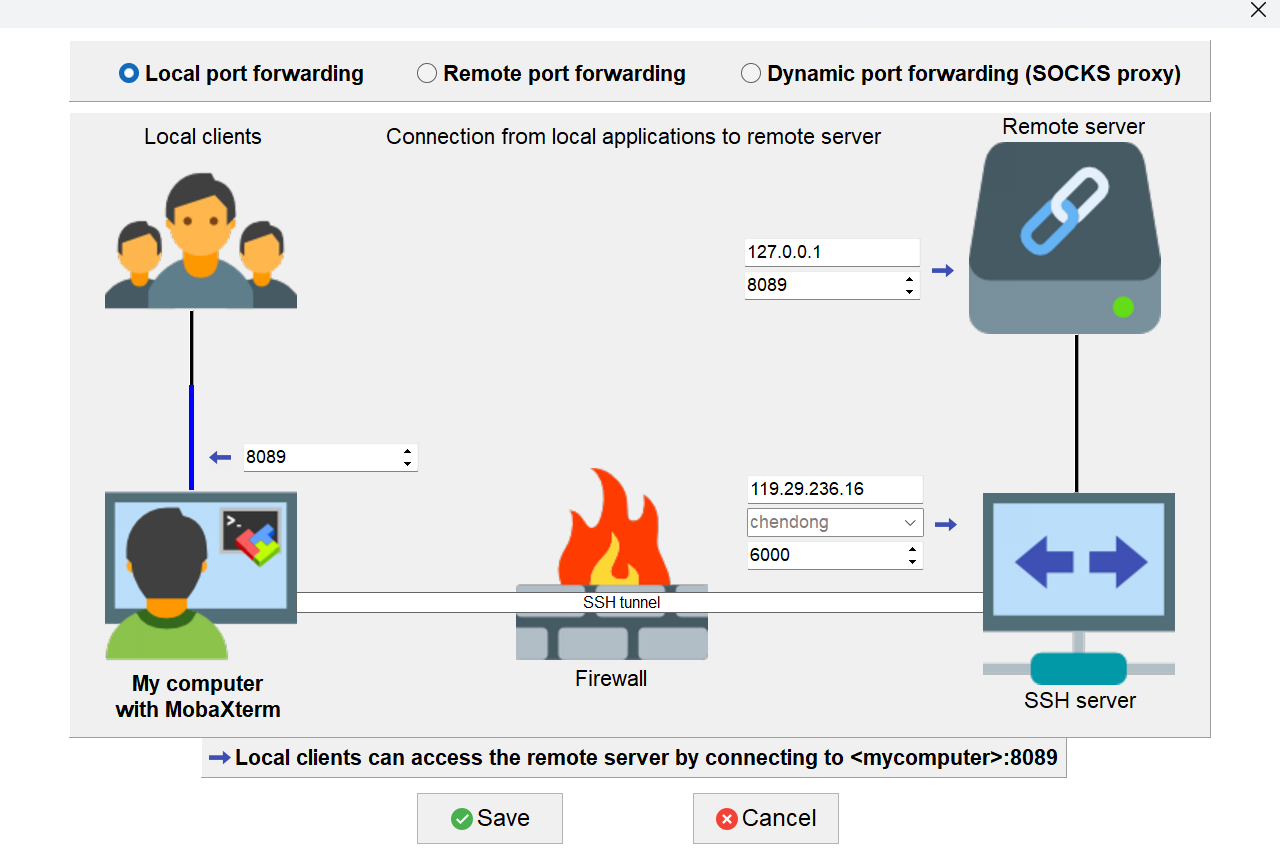 Local port forwarding
Remote port forwarding
Dynamic port forwarding (SOCKS proxy)
Local clients
Connection from local applications to remote server
Remote server
127.0.0.1
8089
8089
119.29.236.16
chendong
6000
>_
SSH tunnel
Firewall
My computer
with MobaXterm
SSH server
Local clients can access the remote server by connecting to <mycomputer>:8089
Save
Cancel